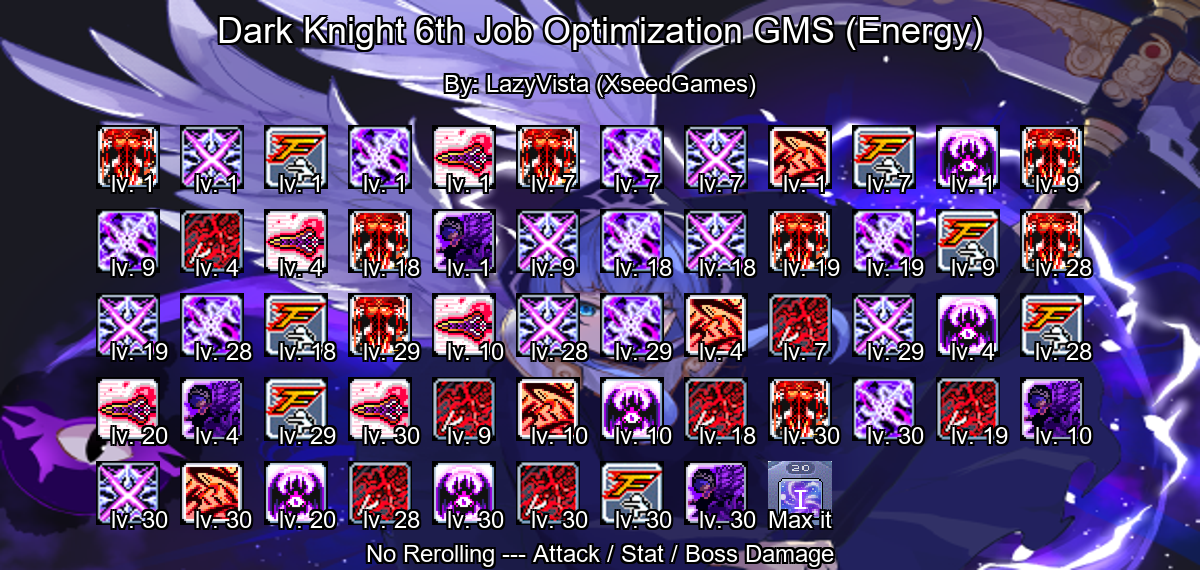 Dark Knight 6th Job Optimization GMS (Energy)
By: LazyVista (XseedGames)
lv. 1 lv. 1 lv. 1 lv. 1 lv. 1 lv. 7 lv. 7 lv. 7 lv. 1 lv. 7 lv. 1 lv. 9
lv. 9 lv. 4 lv. 4 lv. 18 lv. 1 lv. 9 lv. 18 lv. 18 lv. 19 lv. 19 lv. 9 lv. 28
lv. 19 lv. 28 lv. 18 lv. 29 lv. 10 lv. 28 lv. 29 lv. 4 lv. 7 lv. 29 lv. 4 lv. 28
lv. 20 lv. 4 lv. 29 lv. 30 lv. 9 lv. 10 lv. 10 lv. 18 lv. 30 lv. 30 lv. 19 lv. 10
20
I
lv. 30 lv. 30 lv. 20 lv. 28 lv. 30 lv. 30 lv. 30 lv. 30 Max it
No Rerolling --- Attack / Stat / Boss Damage